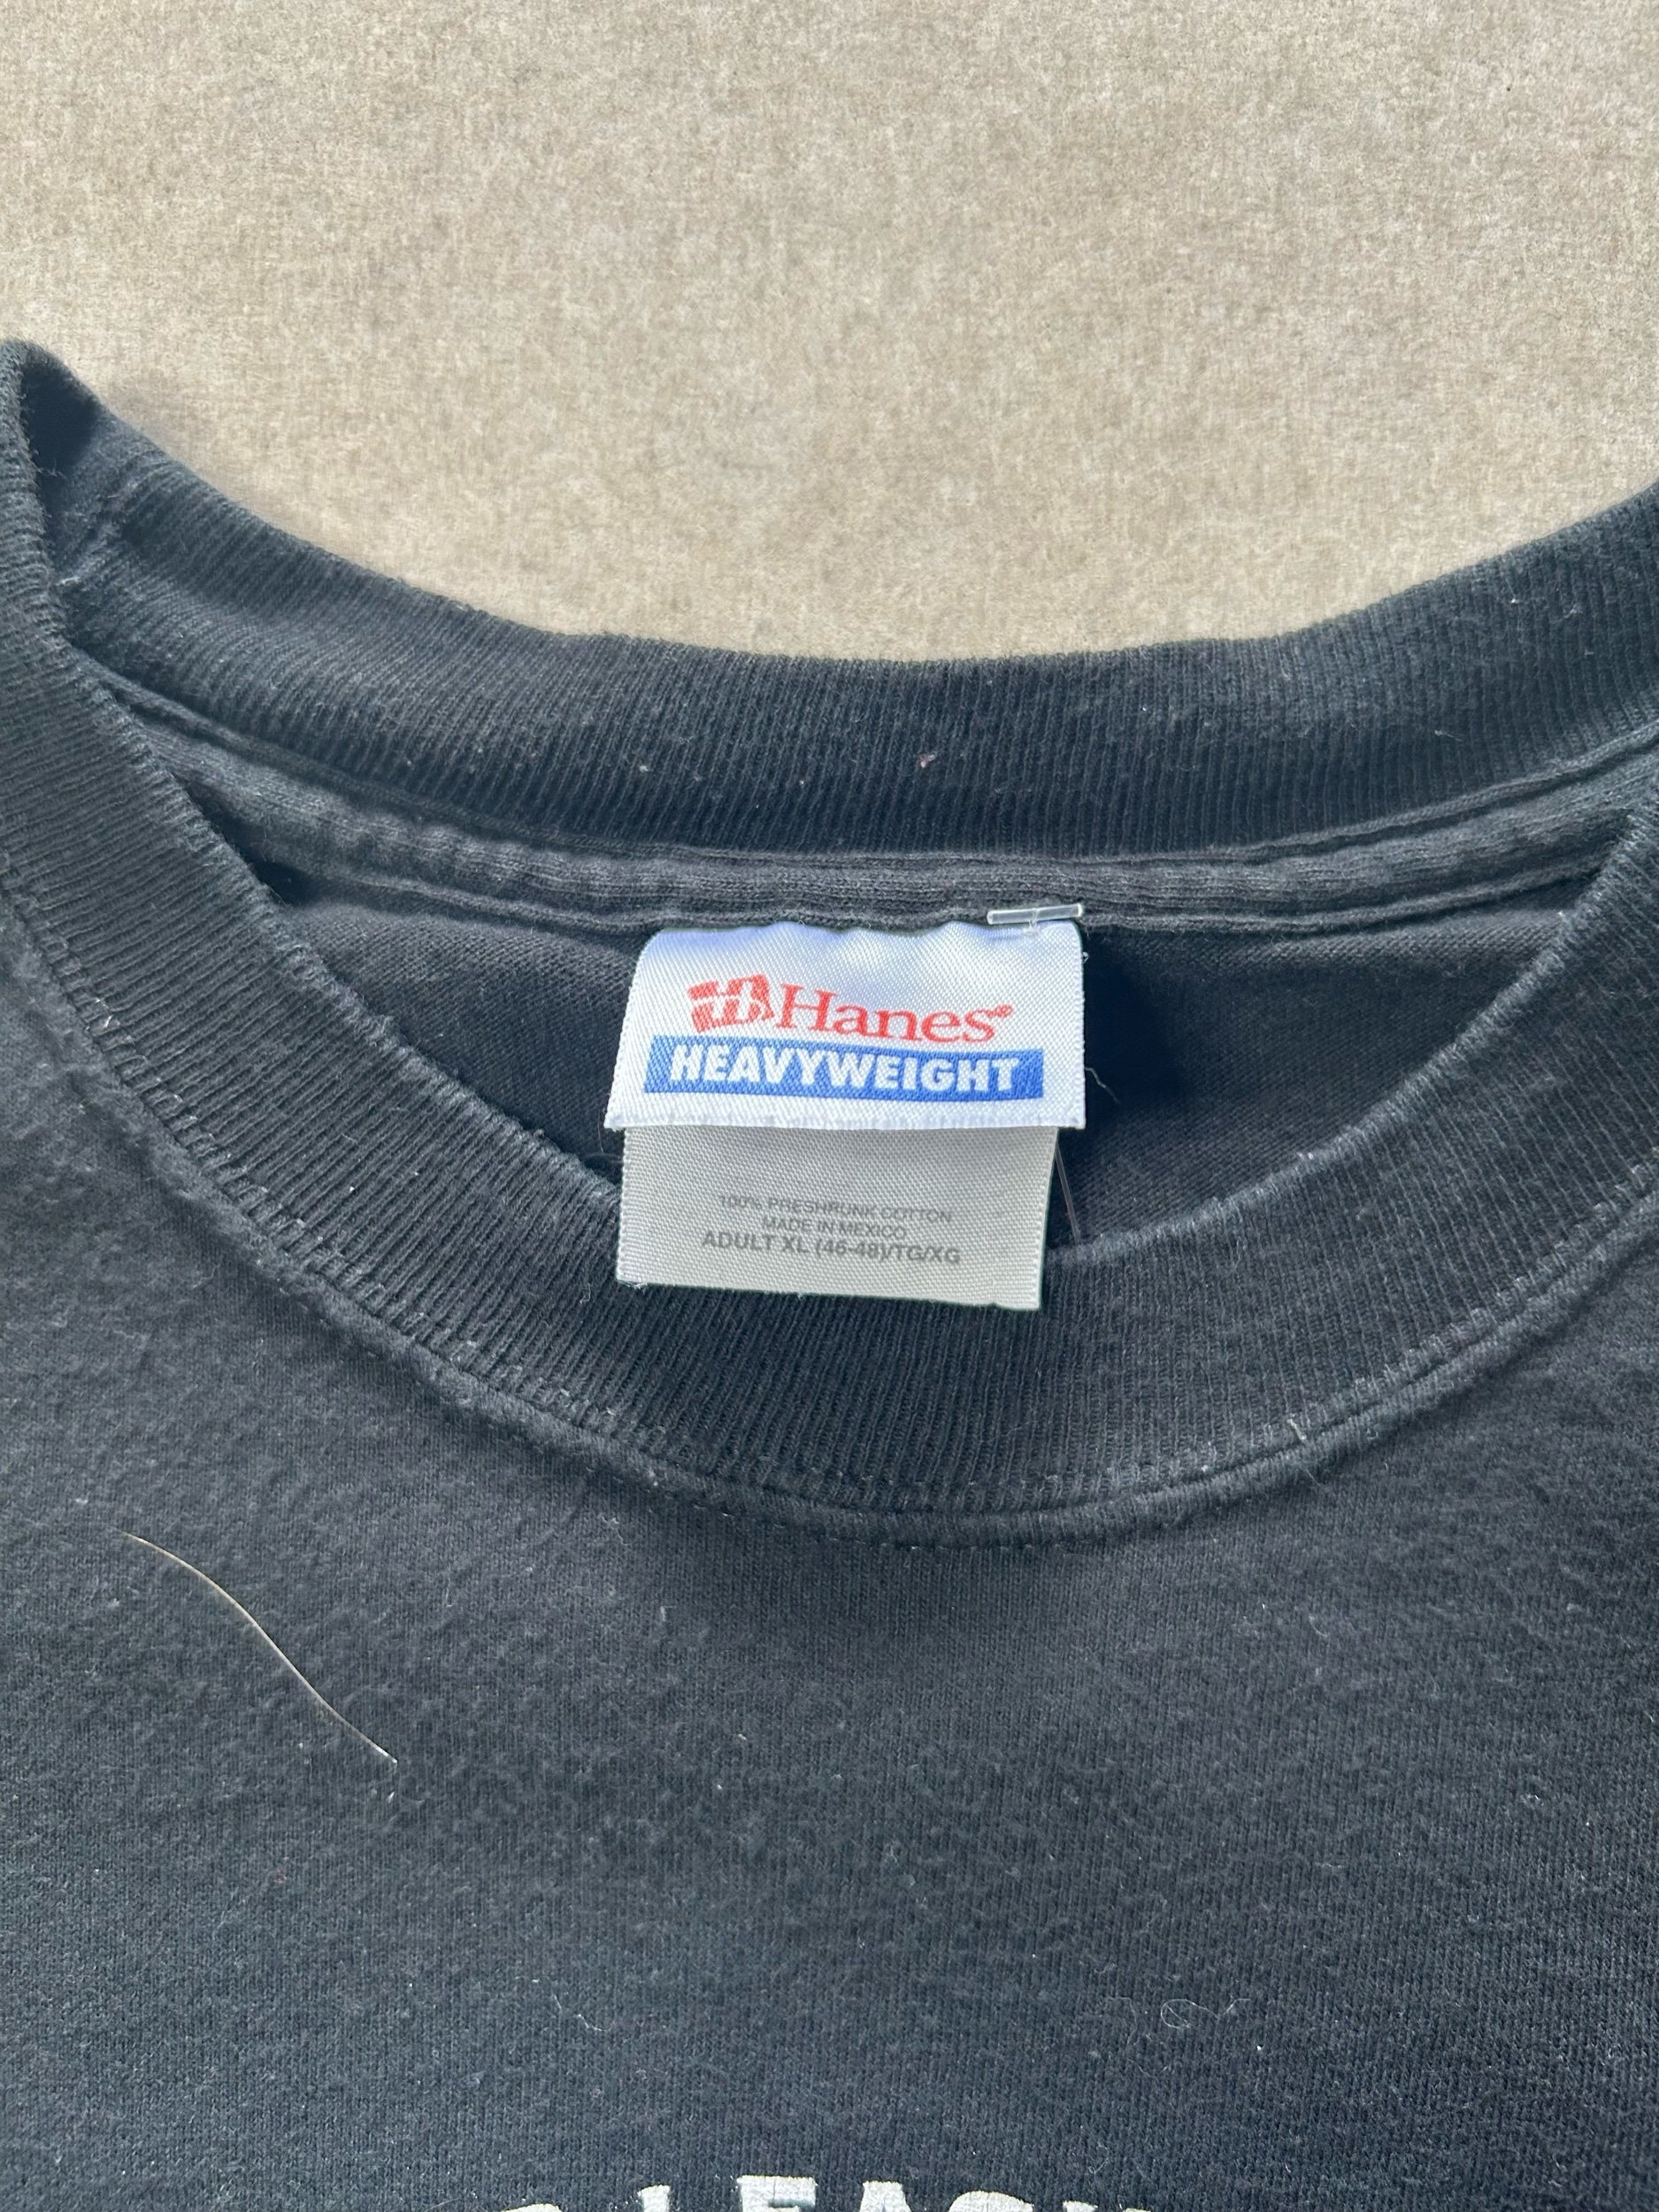 Hanes®
HEAVYWEIGHT
100% PRESHRUNK COTTON
MADE IN MEXICO
ADULT XL (46-48)/TG/XG